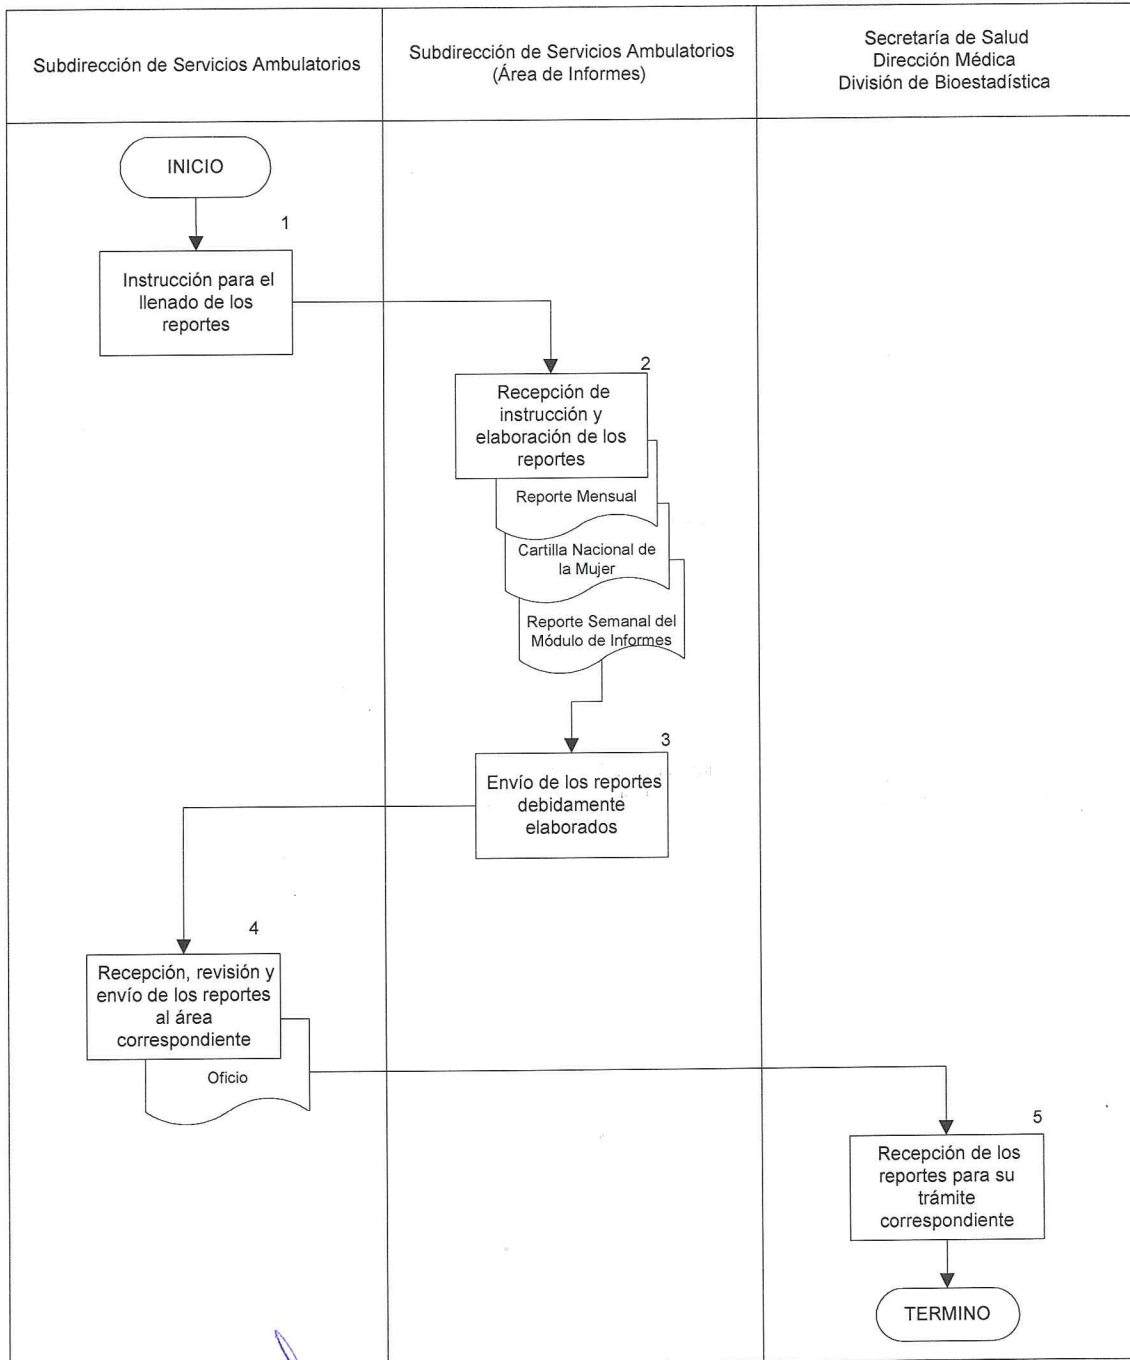 Subdirección de Servicios Ambulatorios
Subdirección de Servicios Ambulatorios
(Área de Informes)
Secretaría de Salud
Dirección Médica
División de Bioestadística
INICIO
1
Instrucción para el
llenado de los
reportes
2
Recepción de
instrucción y
elaboración de los
reportes
Reporte Mensual
Cartilla Nacional de
la Mujer
Reporte Semanal del
Módulo de Informes
3
Envío de los reportes
debidamente
elaborados
4
Recepción, revisión y
envío de los reportes
al área
correspondiente
Oficio
5
Recepción de los
reportes para su
trámite
correspondiente
TERMINO